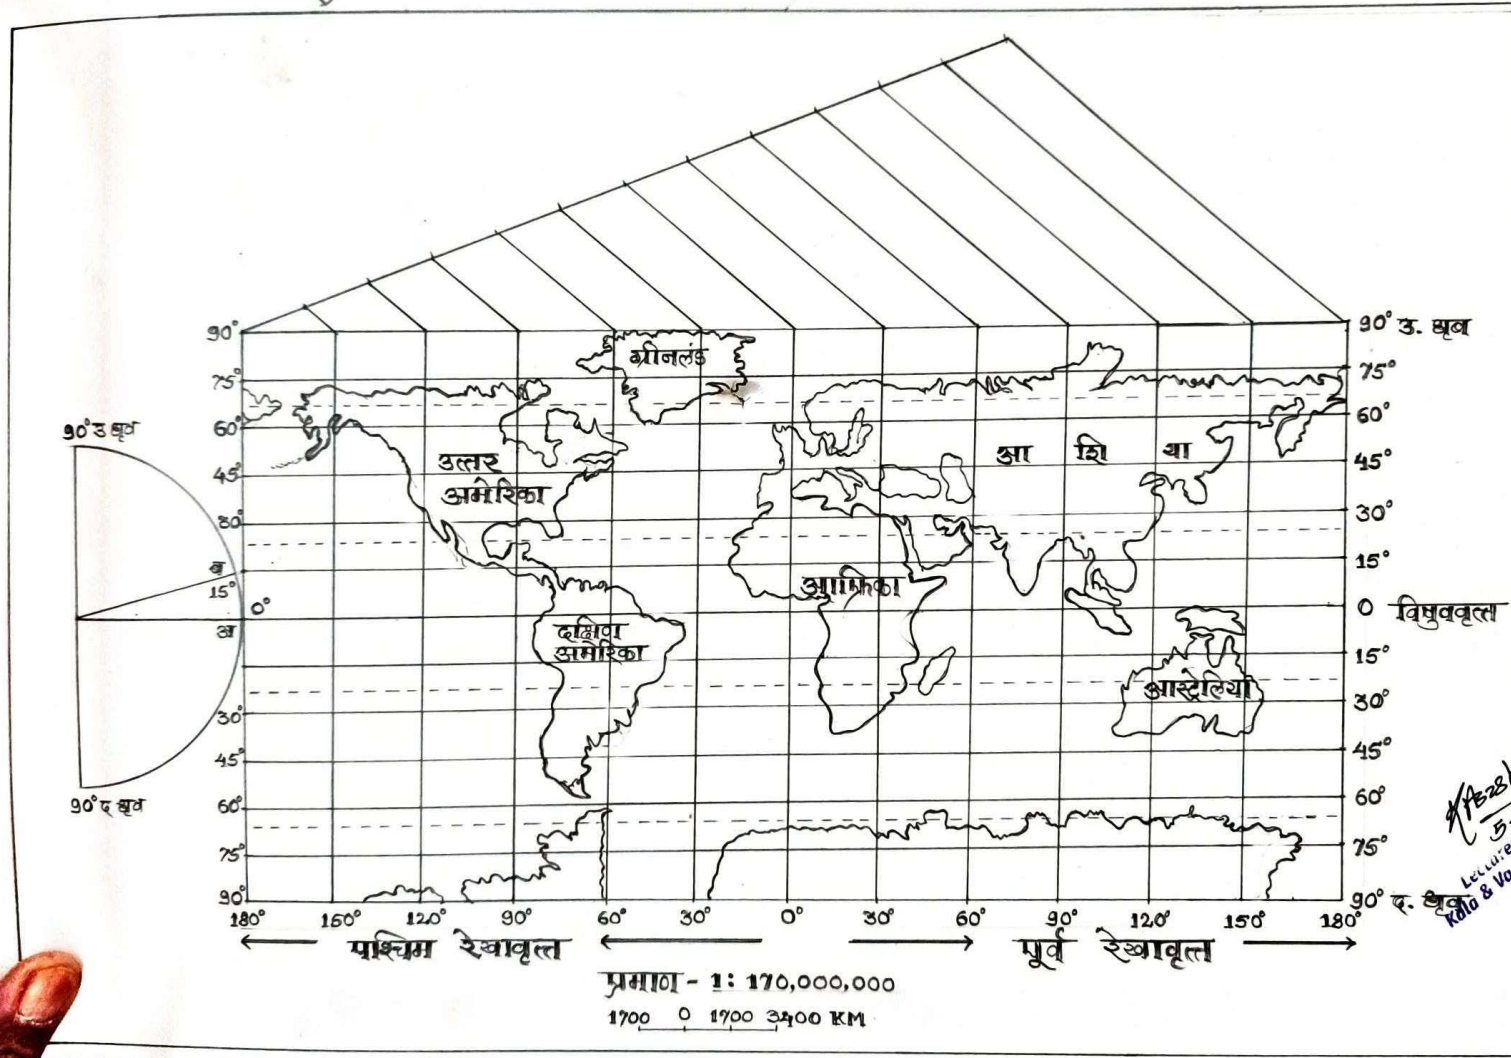 90° 90° उ. ध्रुव
ग्रीनलंड
75° 75°
60° 60°
90° उ ध्रुव
उत्तर
अमेरिका
आ शि या
45° 45°
30° 30°
ब
15°
15°
0°
अ
आफ्रिका
0 विषुववृत्त
दक्षिण
अमेरिका
15°
आस्ट्रेलिया
30° 30°
45° 45°
90° द ध्रुव
60° 60°
75° 75°
90° 90° द. ध्रुव
180° 150° 120° 90° 60° 30° 0° 30° 60° 90° 120° 150° 180°
पश्चिम रेखावृत्त पूर्व रेखावृत्त
प्रमाण - 1: 170,000,000
1700 0 1700 3400 KM
Kala &